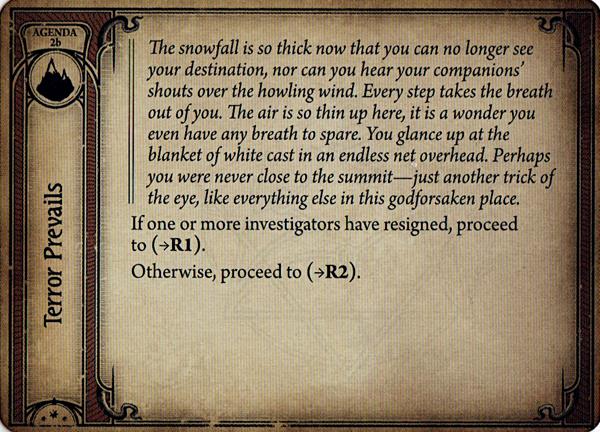 AGENDA
2b
Terror Prevails
The snowfall is so thick now that you can no longer see
your destination, nor can you hear your companions’
shouts over the howling wind. Every step takes the breath
out of you. The air is so thin up here, it is a wonder you
even have any breath to spare. You glance up at the
blanket of white cast in an endless net overhead. Perhaps
you were never close to the summit—just another trick of
the eye, like everything else in this godforsaken place.
If one or more investigators have resigned, proceed
to (→R1).
Otherwise, proceed to (→R2).